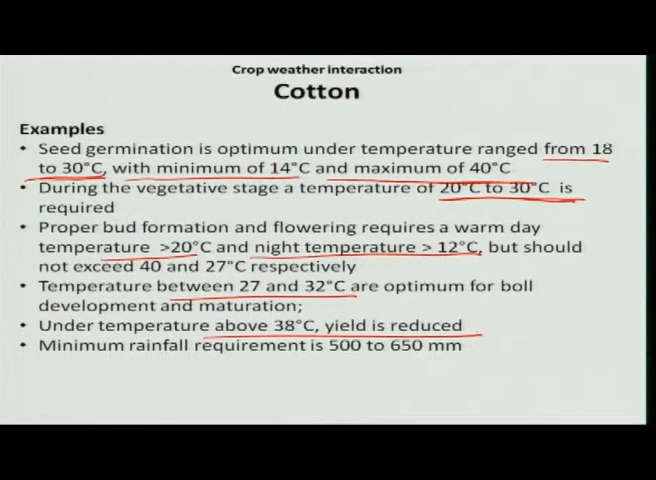 Crop weather interaction
Cotton
Examples
• Seed germination is optimum under temperature ranged from 18
to 30°C, with minimum of 14°C and maximum of 40°C
• During the vegetative stage a temperature of 20°C to 30°C is
required
• Proper bud formation and flowering requires a warm day
temperature >20°C and night temperature > 12°C, but should
not exceed 40 and 27°C respectively
• Temperature between 27 and 32°C are optimum for boll
development and maturation;
• Under temperature above 38°C, yield is reduced
• Minimum rainfall requirement is 500 to 650 mm